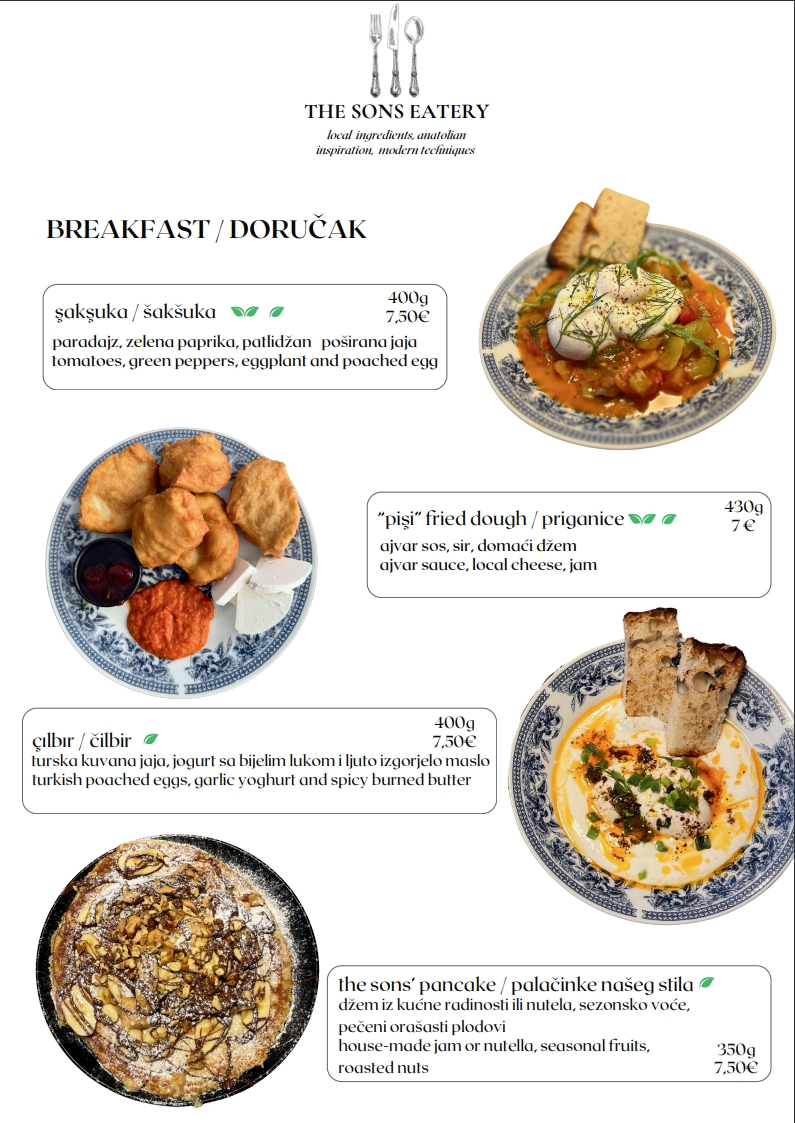 THE SONS EATERY
local ingredients, anatolian
inspiration, modern techniques
BREAKFAST / DORUČAK
şakşuka / šakšuka
400g
7,50€
paradajz, zelena paprika, patlidžan poširana jaja
tomatoes, green peppers, eggplant and poached egg
"pişi" fried dough / priganice
430g
7 €
ajvar sos, sir, domaći džem
ajvar sauce, local cheese, jam
çılbır / čilbir
400g
7,50€
turska kuvana jaja, jogurt sa bijelim lukom i ljuto izgorjelo maslo
turkish poached eggs, garlic yoghurt and spicy burned butter
the sons' pancake / palačinke našeg stila
džem iz kućne radinosti ili nutela, sezonsko voće,
pečeni orašasti plodovi
house-made jam or nutella, seasonal fruits,
roasted nuts
350g
7,50€